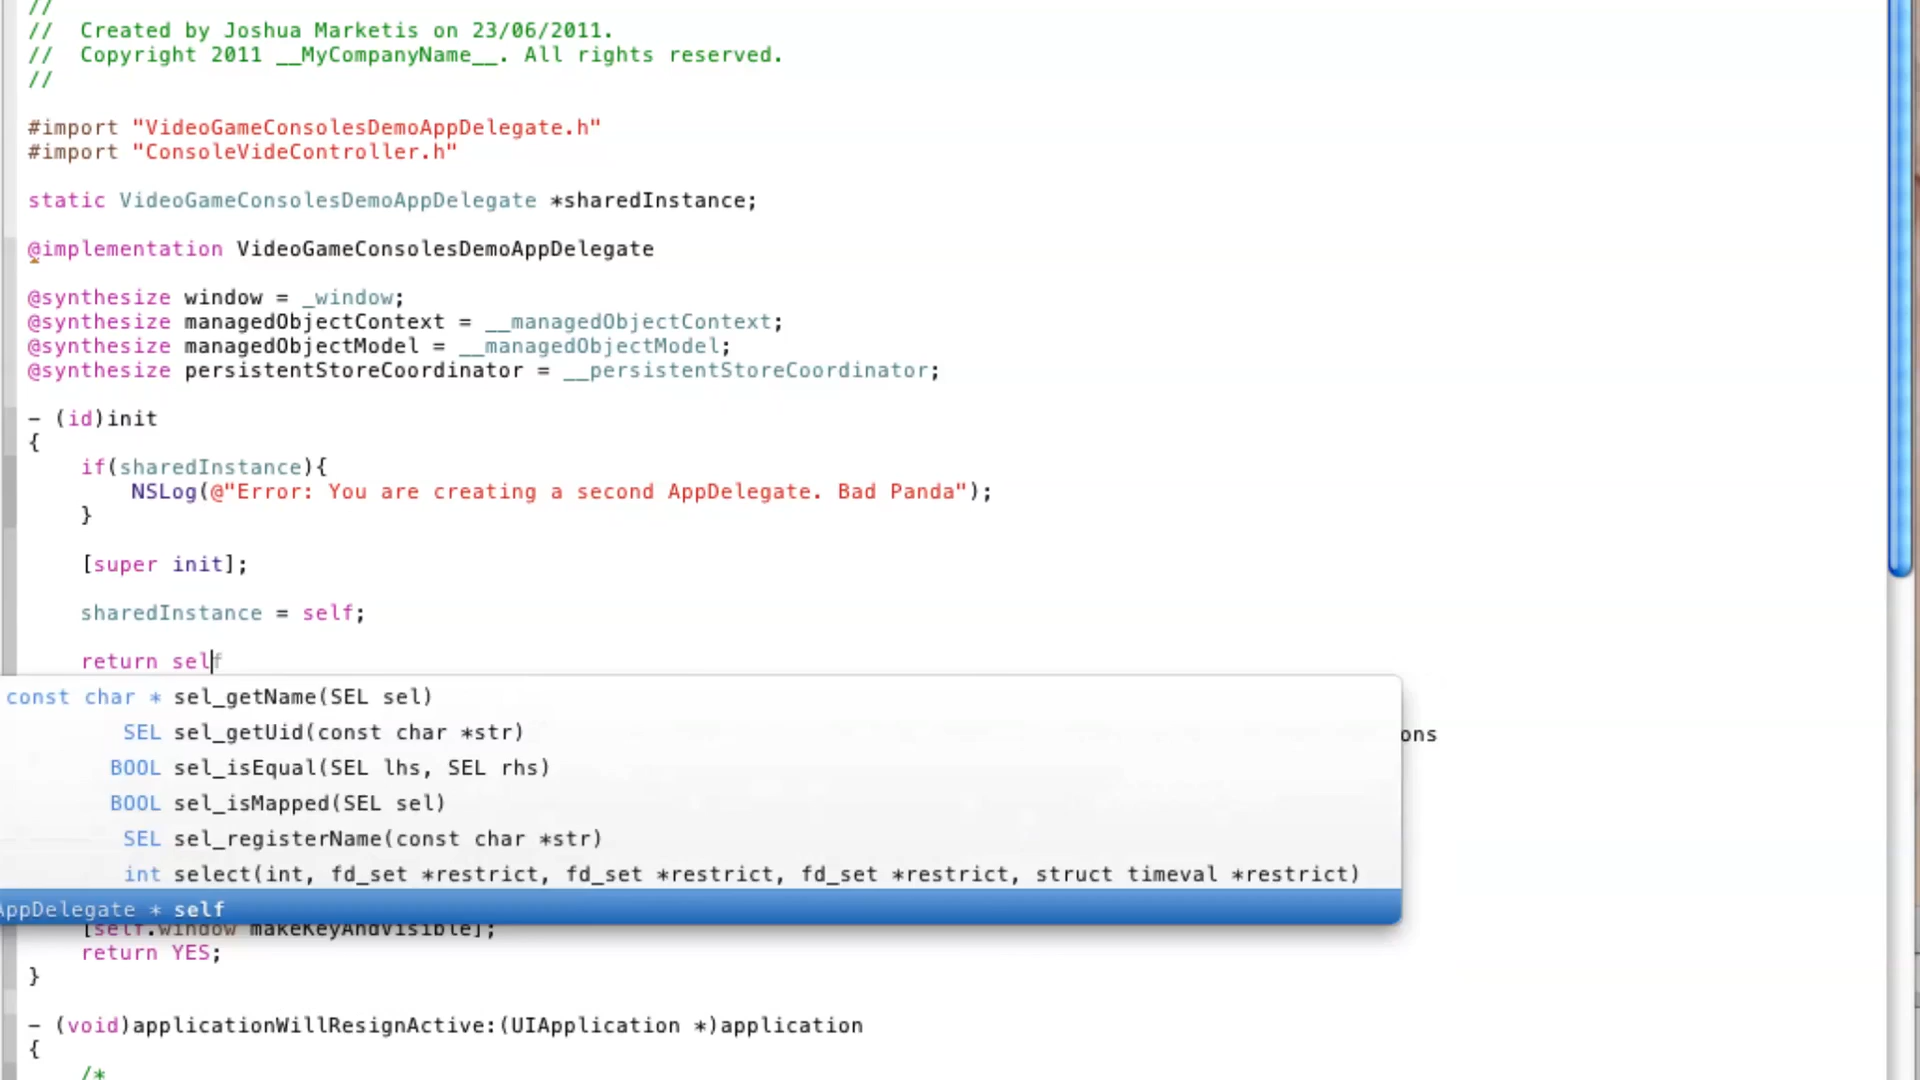 //
//  Created by Joshua Marketis on 23/06/2011.
//  Copyright 2011 __MyCompanyName__. All rights reserved.
//
#import "VideoGameConsolesDemoAppDelegate.h"
#import "ConsoleVideController.h"
static VideoGameConsolesDemoAppDelegate *sharedInstance;
@implementation VideoGameConsolesDemoAppDelegate
@synthesize window = _window;
@synthesize managedObjectContext = __managedObjectContext;
@synthesize managedObjectModel = __managedObjectModel;
@synthesize persistentStoreCoordinator = __persistentStoreCoordinator;
- (id)init
{
    if(sharedInstance){
        NSLog(@"Error: You are creating a second AppDelegate. Bad Panda");
    }
    [super init];
    sharedInstance = self;
    return self
const char * sel_getName(SEL sel)
SEL sel_getUid(const char *str)
ons
BOOL sel_isEqual(SEL lhs, SEL rhs)
BOOL sel_isMapped(SEL sel)
SEL sel_registerName(const char *str)
int select(int, fd_set *restrict, fd_set *restrict, fd_set *restrict, struct timeval *restrict)
AppDelegate * self
    [self.window makeKeyAndVisible];
    return YES;
}
- (void)applicationWillResignActive:(UIApplication *)application
{
    /*